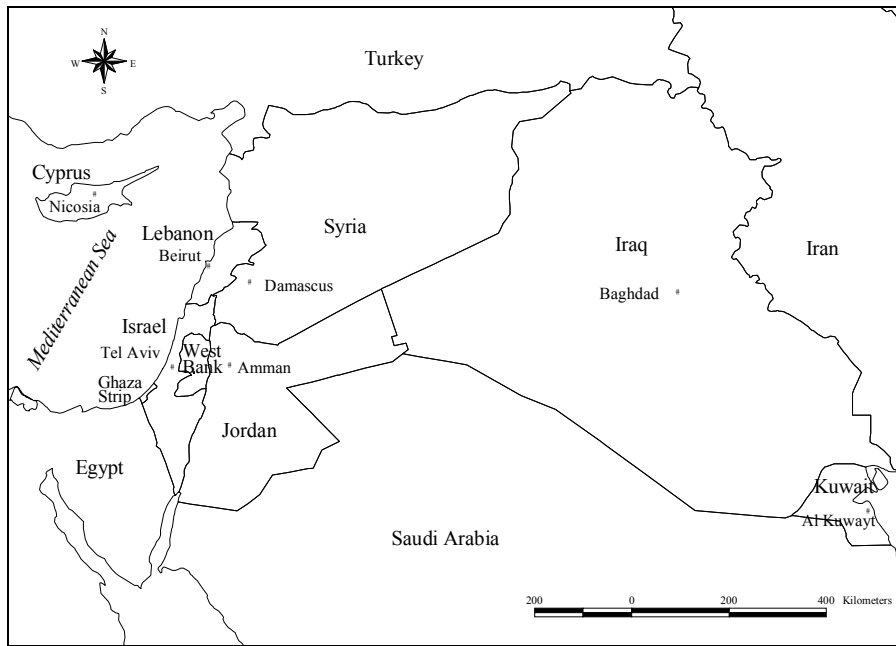 N
W E
S
Turkey
Cyprus
Nicosia
Mediterranean Sea
Lebanon
Beirut
Syria
Damascus
Iraq
Baghdad
Iran
Israel
Tel Aviv
West
Bank
Amman
Ghaza
Strip
Jordan
Egypt
Kuwait
Al Kuwayt
Saudi Arabia
200 0 200 400 Kilometers